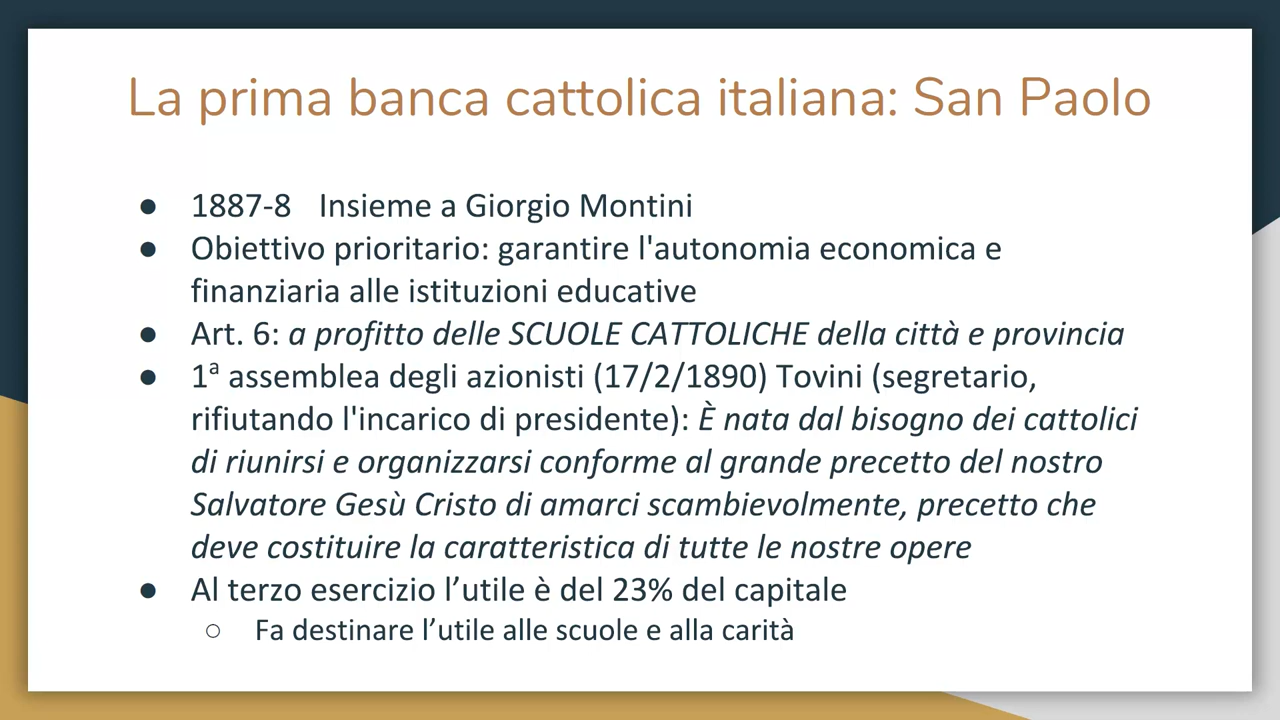 La prima banca cattolica italiana: San Paolo
● 1887-8 Insieme a Giorgio Montini
● Obiettivo prioritario: garantire l'autonomia economica e
finanziaria alle istituzioni educative
● Art. 6: a profitto delle SCUOLE CATTOLICHE della città e provincia
● 1ª assemblea degli azionisti (17/2/1890) Tovini (segretario,
rifiutando l'incarico di presidente): È nata dal bisogno dei cattolici
di riunirsi e organizzarsi conforme al grande precetto del nostro
Salvatore Gesù Cristo di amarci scambievolmente, precetto che
deve costituire la caratteristica di tutte le nostre opere
● Al terzo esercizio l’utile è del 23% del capitale
○ Fa destinare l’utile alle scuole e alla carità